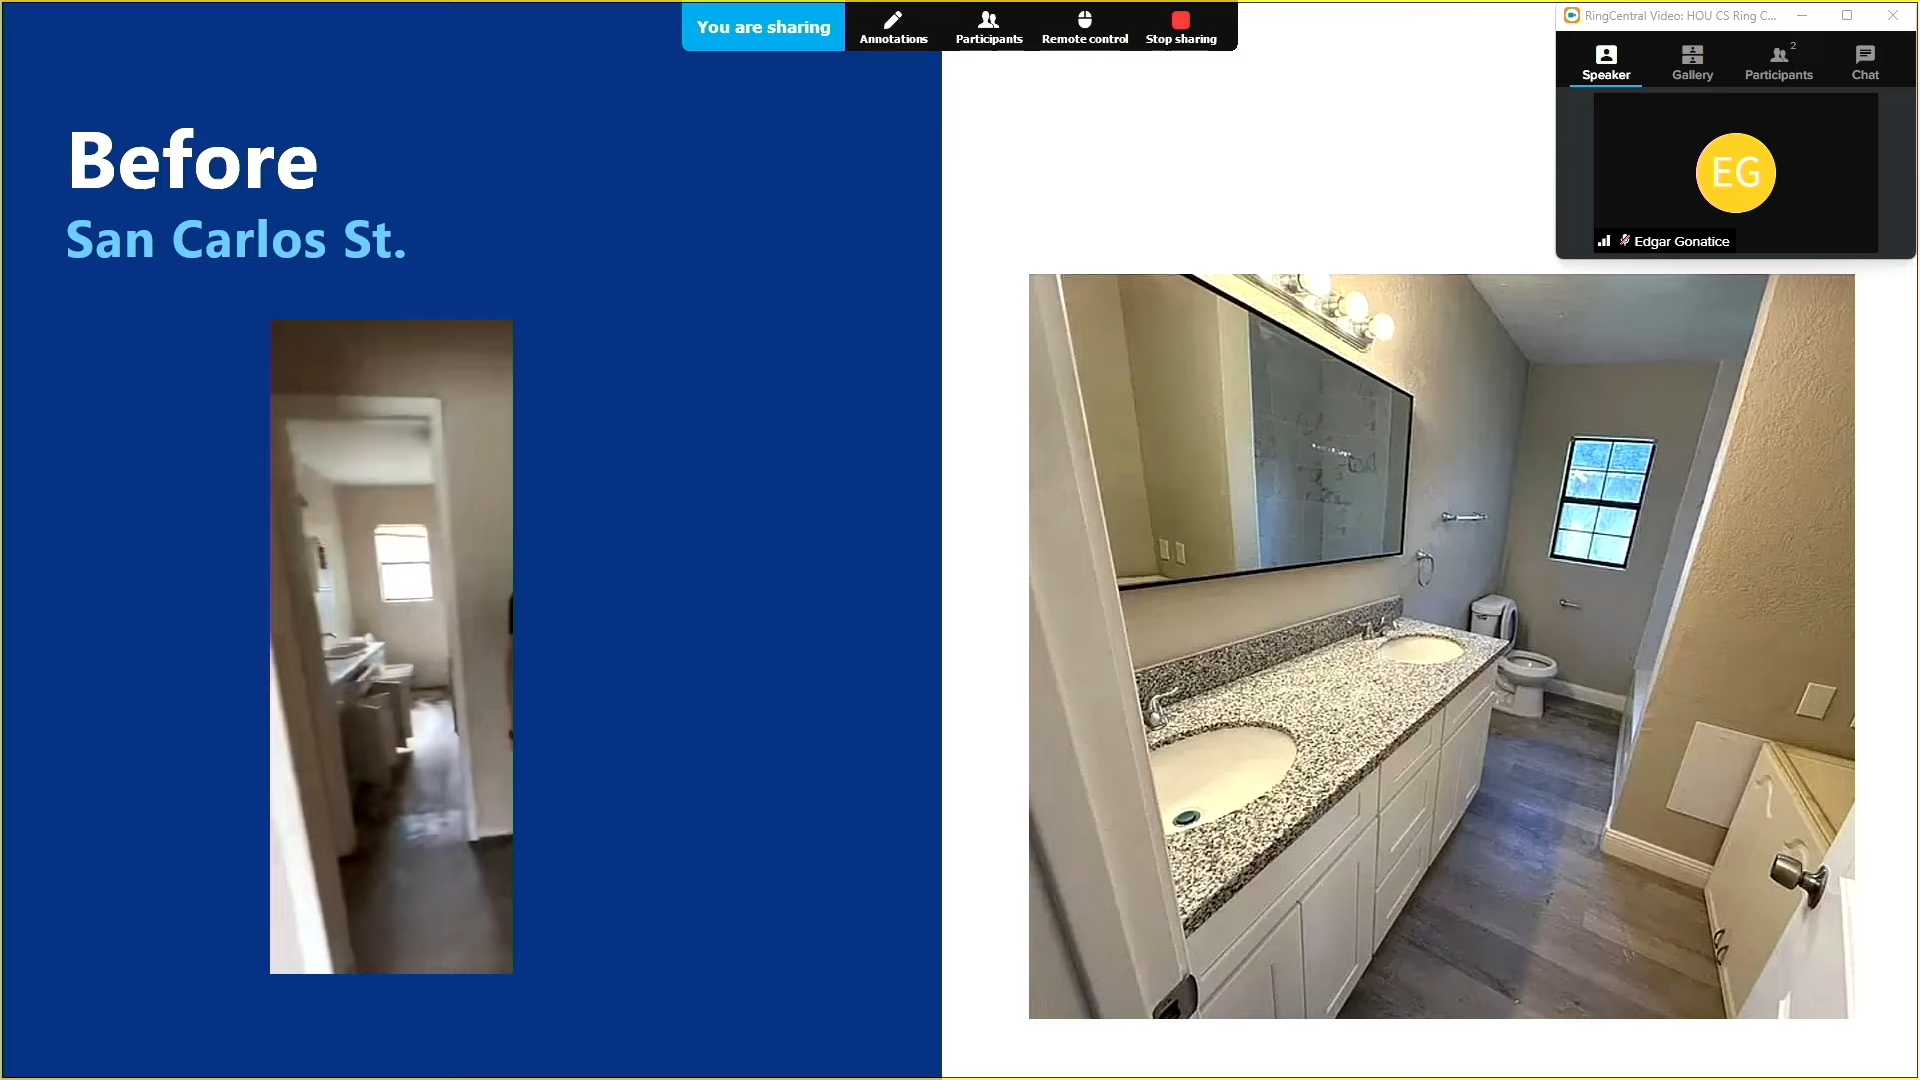 You are sharing
Annotations
Participants
Remote control
Stop sharing
RingCentral Video: HOU CS Ring C...
Speaker
Gallery
2
Participants
Chat
EG
Edgar Gonatice
Before
San Carlos St.